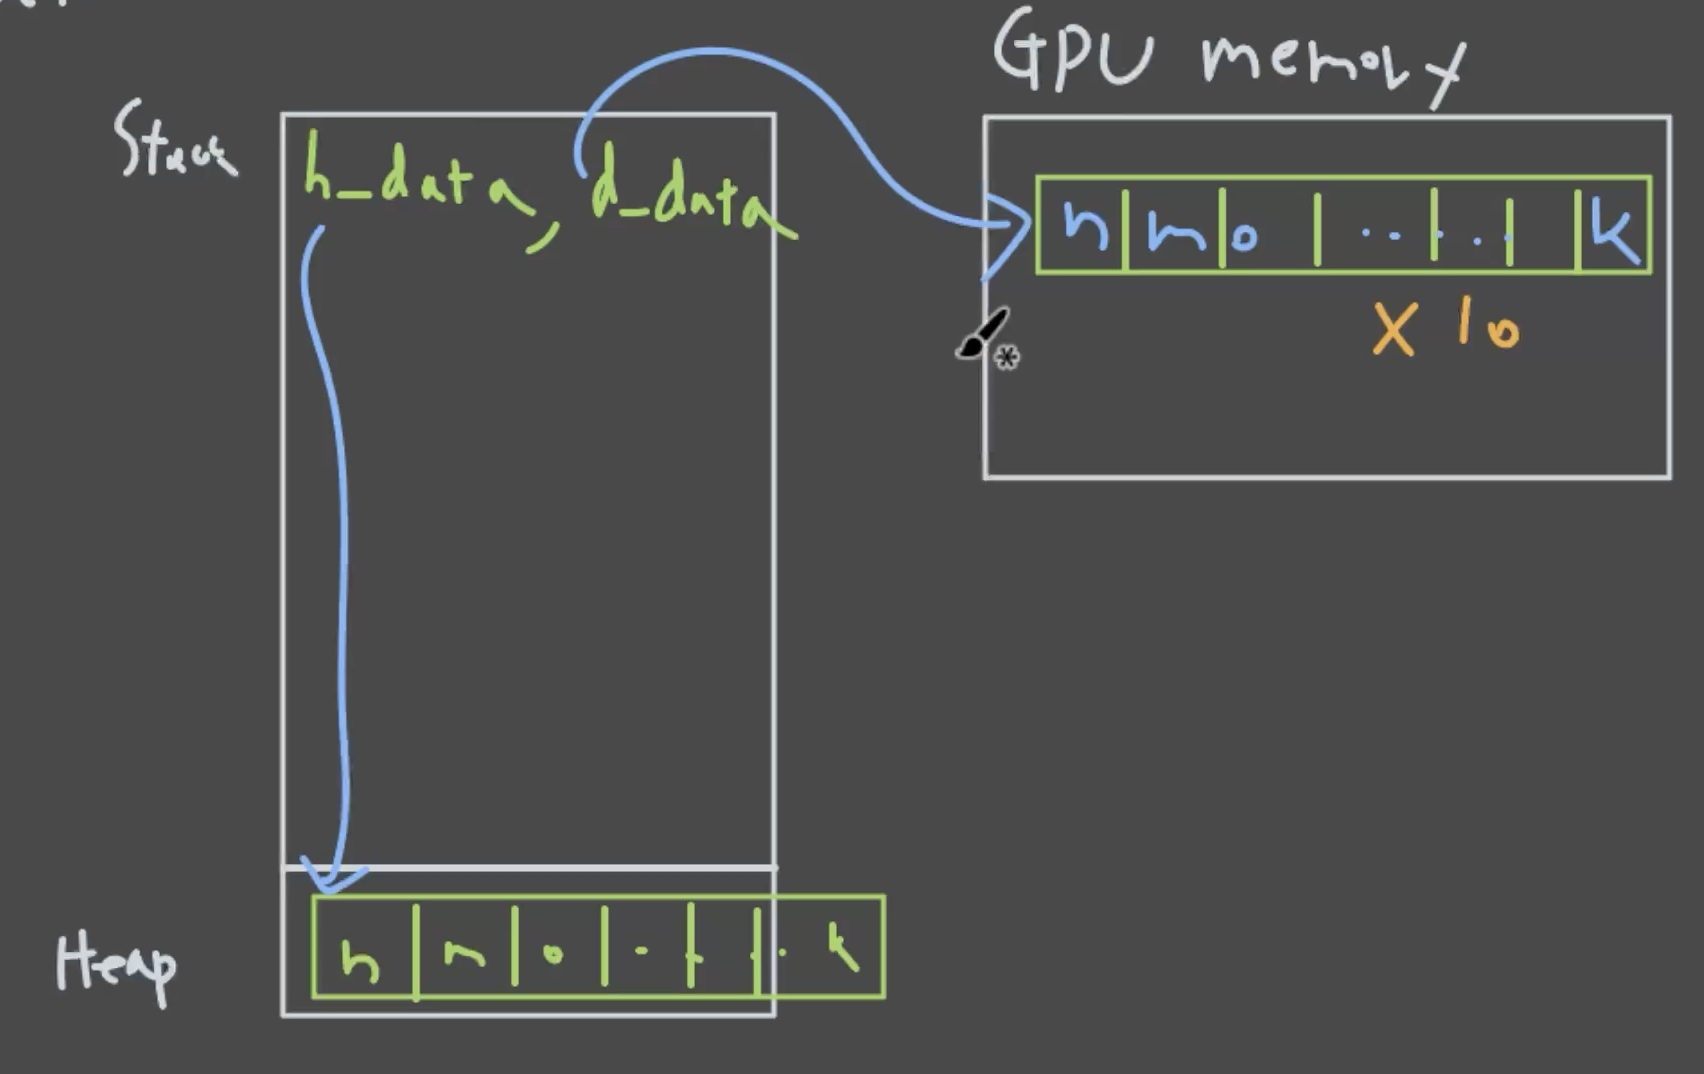 GPU memory
Stack
h_data, d_data
n m o . . . . k
x 10
Heap
n m o . . . k